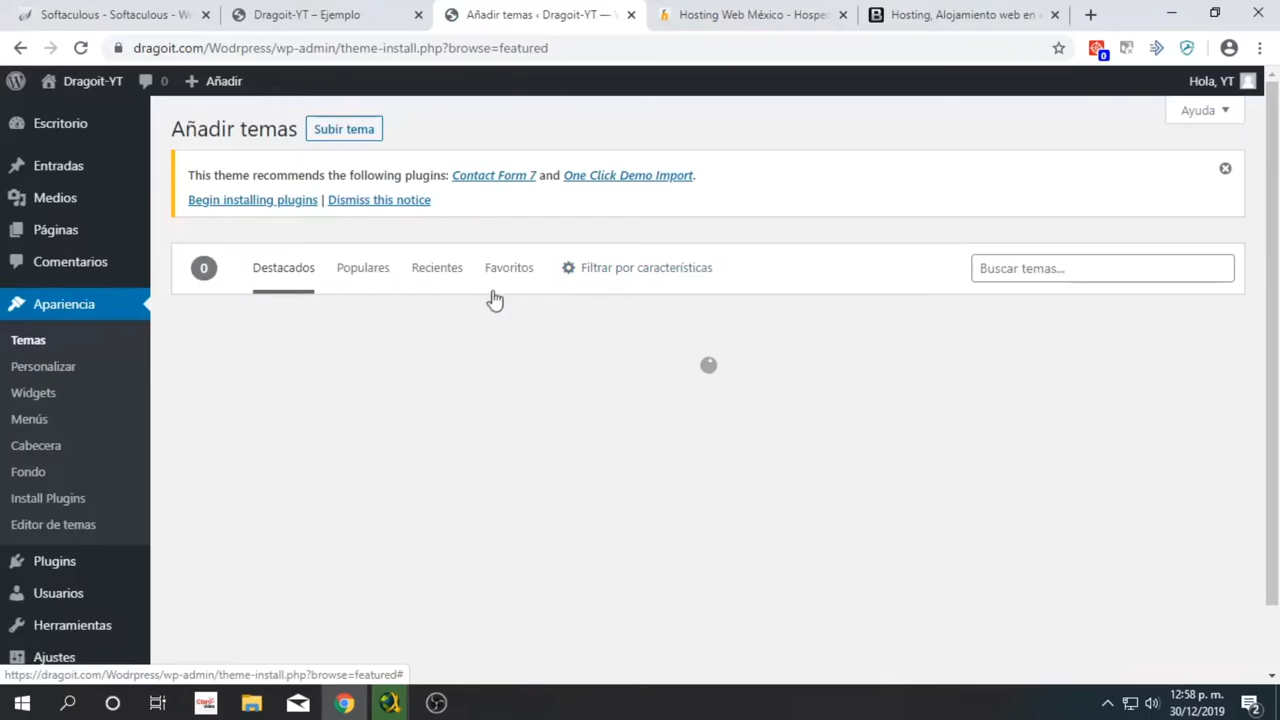 Softaculous - Softaculous - Wo
Dragoit-YT – Ejemplo
Añadir temas ‹ Dragoit-YT —
Hosting Web México - Hospe
Hosting, Alojamiento web en
dragoit.com/Wodrpress/wp-admin/theme-install.php?browse=featured
0
Dragoit-YT
0
Añadir
Hola, YT
Ayuda
Escritorio
Entradas
Medios
Páginas
Comentarios
Apariencia
Temas
Personalizar
Widgets
Menús
Cabecera
Fondo
Install Plugins
Editor de temas
Plugins
Usuarios
Herramientas
Ajustes
Añadir temas
Subir tema
This theme recommends the following plugins: Contact Form 7 and One Click Demo Import.
Begin installing plugins | Dismiss this notice
0
Destacados
Populares
Recientes
Favoritos
Filtrar por características
Buscar temas...
https://dragoit.com/Wodrpress/wp-admin/theme-install.php?browse=featured#
Claro
video
12:58 p. m.
30/12/2019
2